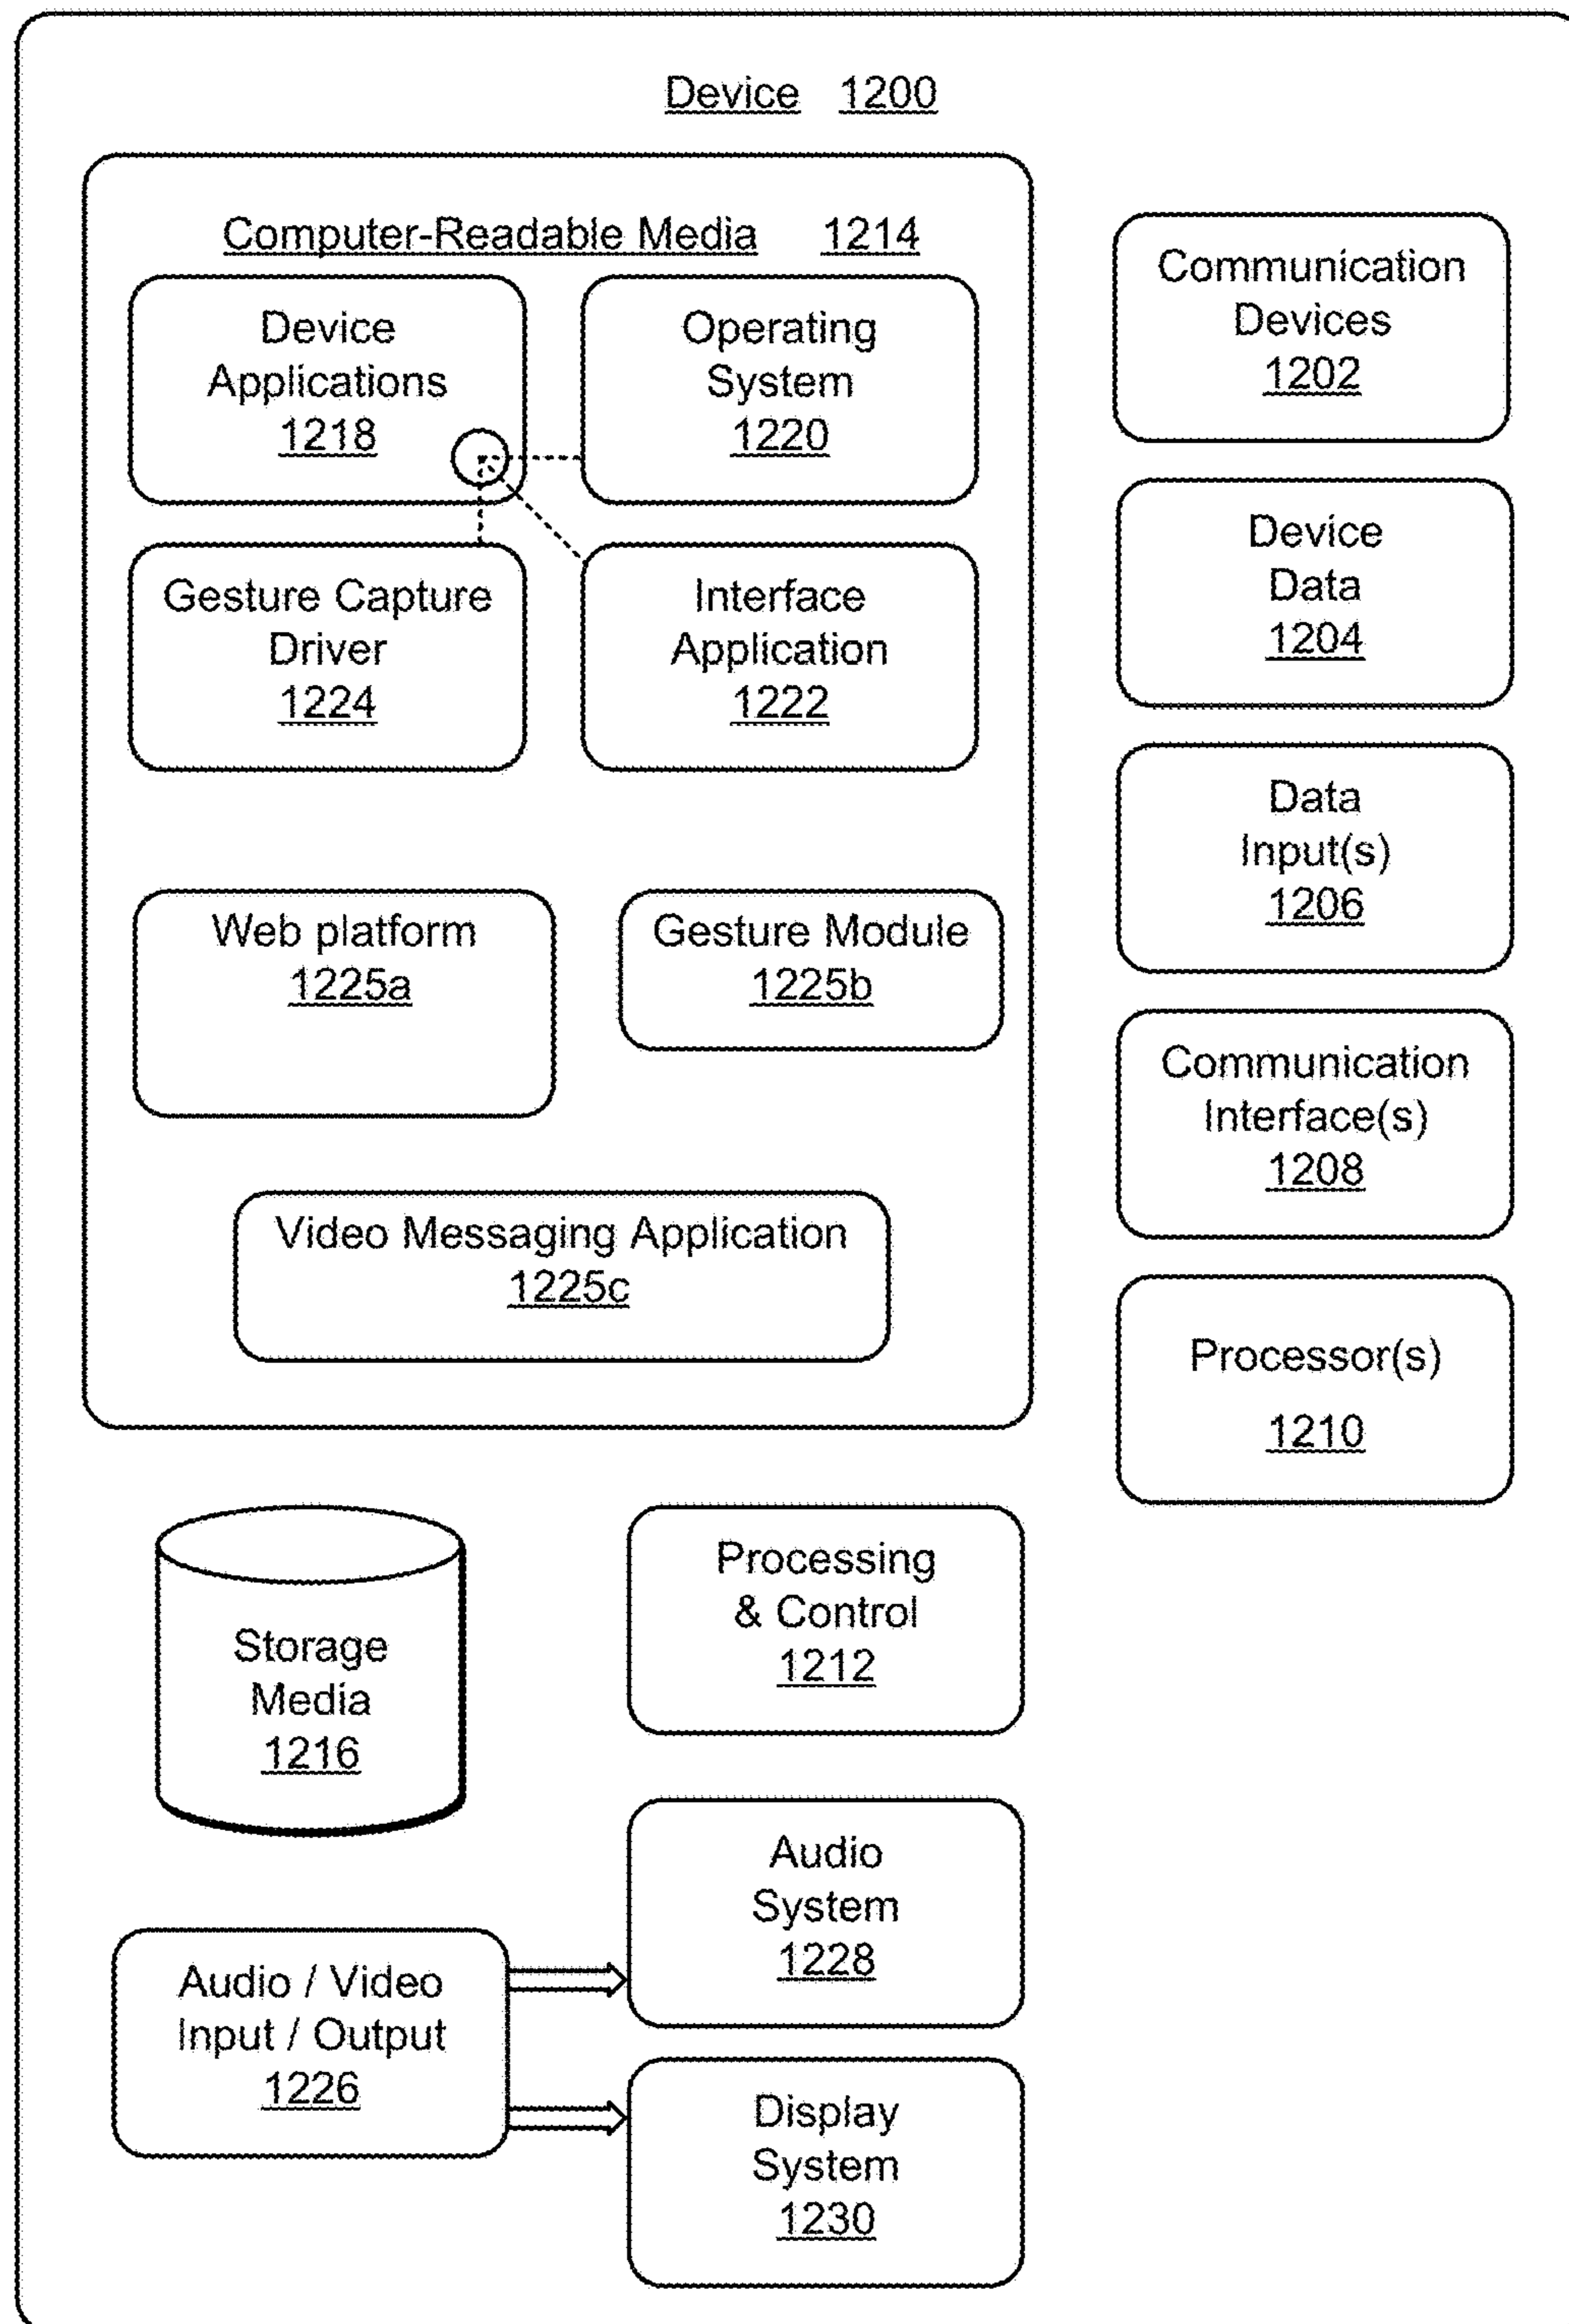 Device 1200
Computer-Readable Media 1214
Device
Applications
1218
Operating
System
1220
Gesture Capture
Driver
1224
Interface
Application
1222
Web platform
1225a
Gesture Module
1225b
Video Messaging Application
1225c
Communication
Devices
1202
Device
Data
1204
Data
Input(s)
1206
Communication
Interface(s)
1208
Processor(s)
1210
Storage
Media
1216
Processing
& Control
1212
Audio / Video
Input / Output
1226
Audio
System
1228
Display
System
1230